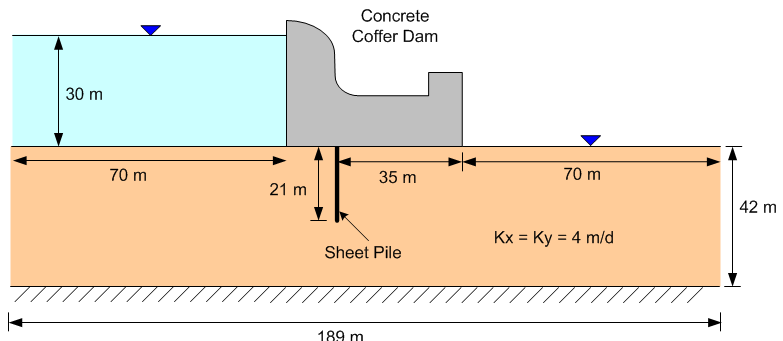 Concrete
Coffer Dam
30 m
70 m
21 m
35 m
70 m
42 m
Kx = Ky = 4 m/d
Sheet Pile
189 m